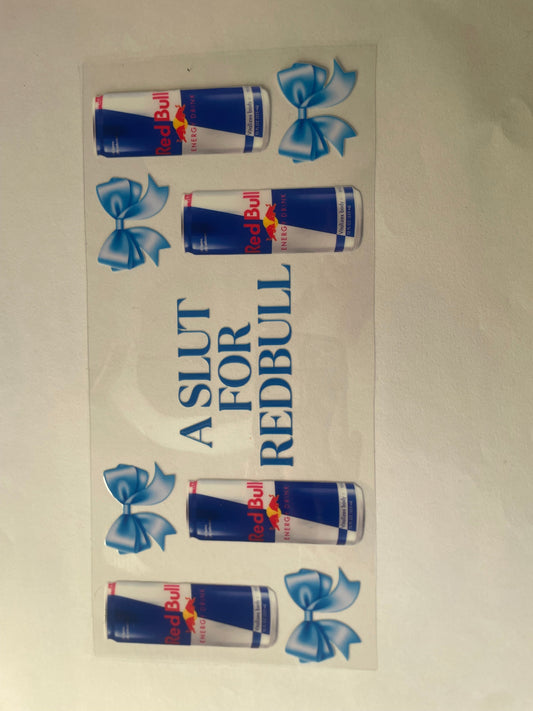 Red Bull
ENERGY DRINK
Red Bull
ENERGY DRINK
A SLUT
FOR
REDBULL
Red Bull
ENERGY DRINK
Red Bull
ENERGY DRINK